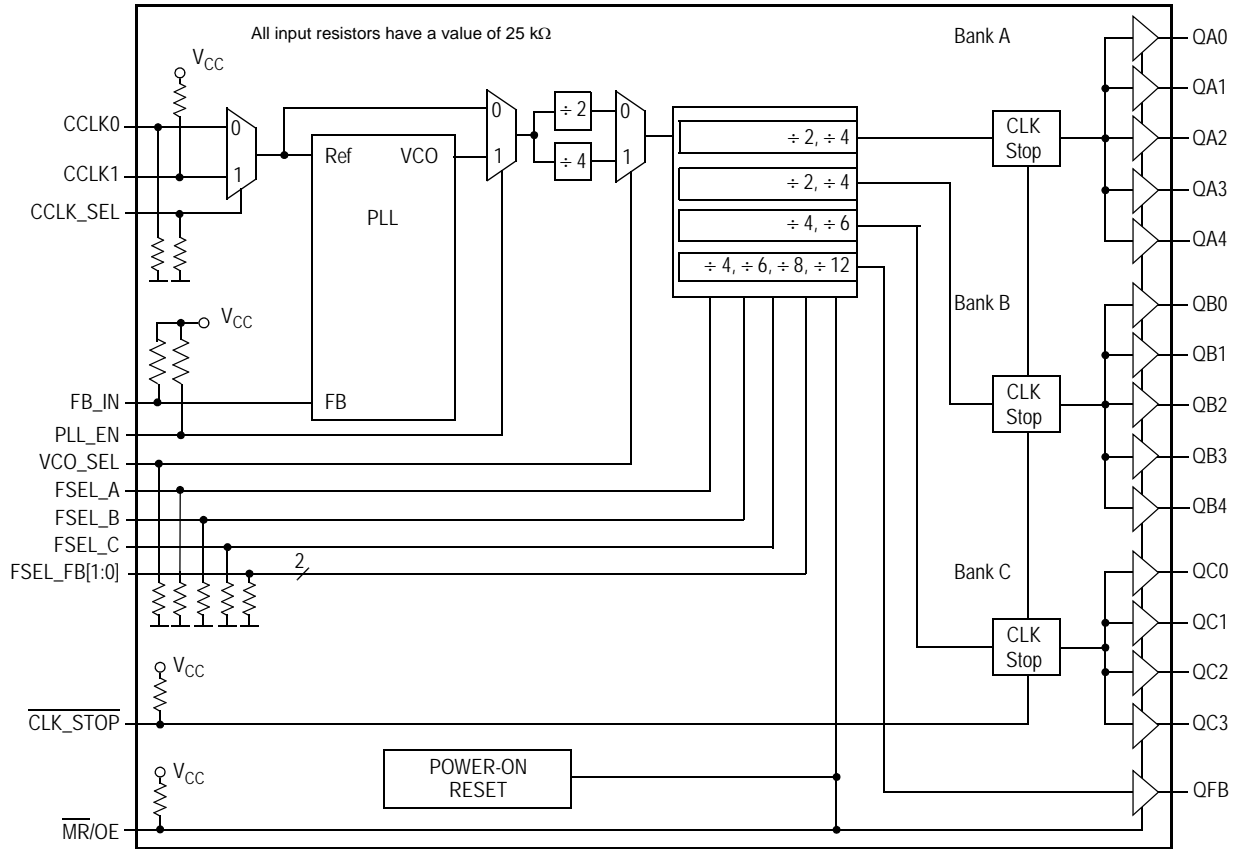 All input resistors have a value of 25 kΩ
Bank A
VCC
CCLK0
CCLK1
CCLK_SEL
0
1
Ref
VCO
PLL
FB
0
1
÷ 2
÷ 4
0
1
÷ 2, ÷ 4
÷ 2, ÷ 4
÷ 4, ÷ 6
÷ 4, ÷ 6, ÷ 8, ÷ 12
CLK
Stop
QA0
QA1
QA2
QA3
QA4
VCC
FB_IN
PLL_EN
VCO_SEL
FSEL_A
FSEL_B
FSEL_C
FSEL_FB[1:0]
2
Bank B
CLK
Stop
QB0
QB1
QB2
QB3
QB4
Bank C
CLK
Stop
QC0
QC1
QC2
QC3
VCC
CLK_STOP
VCC
MR/OE
POWER-ON
RESET
QFB